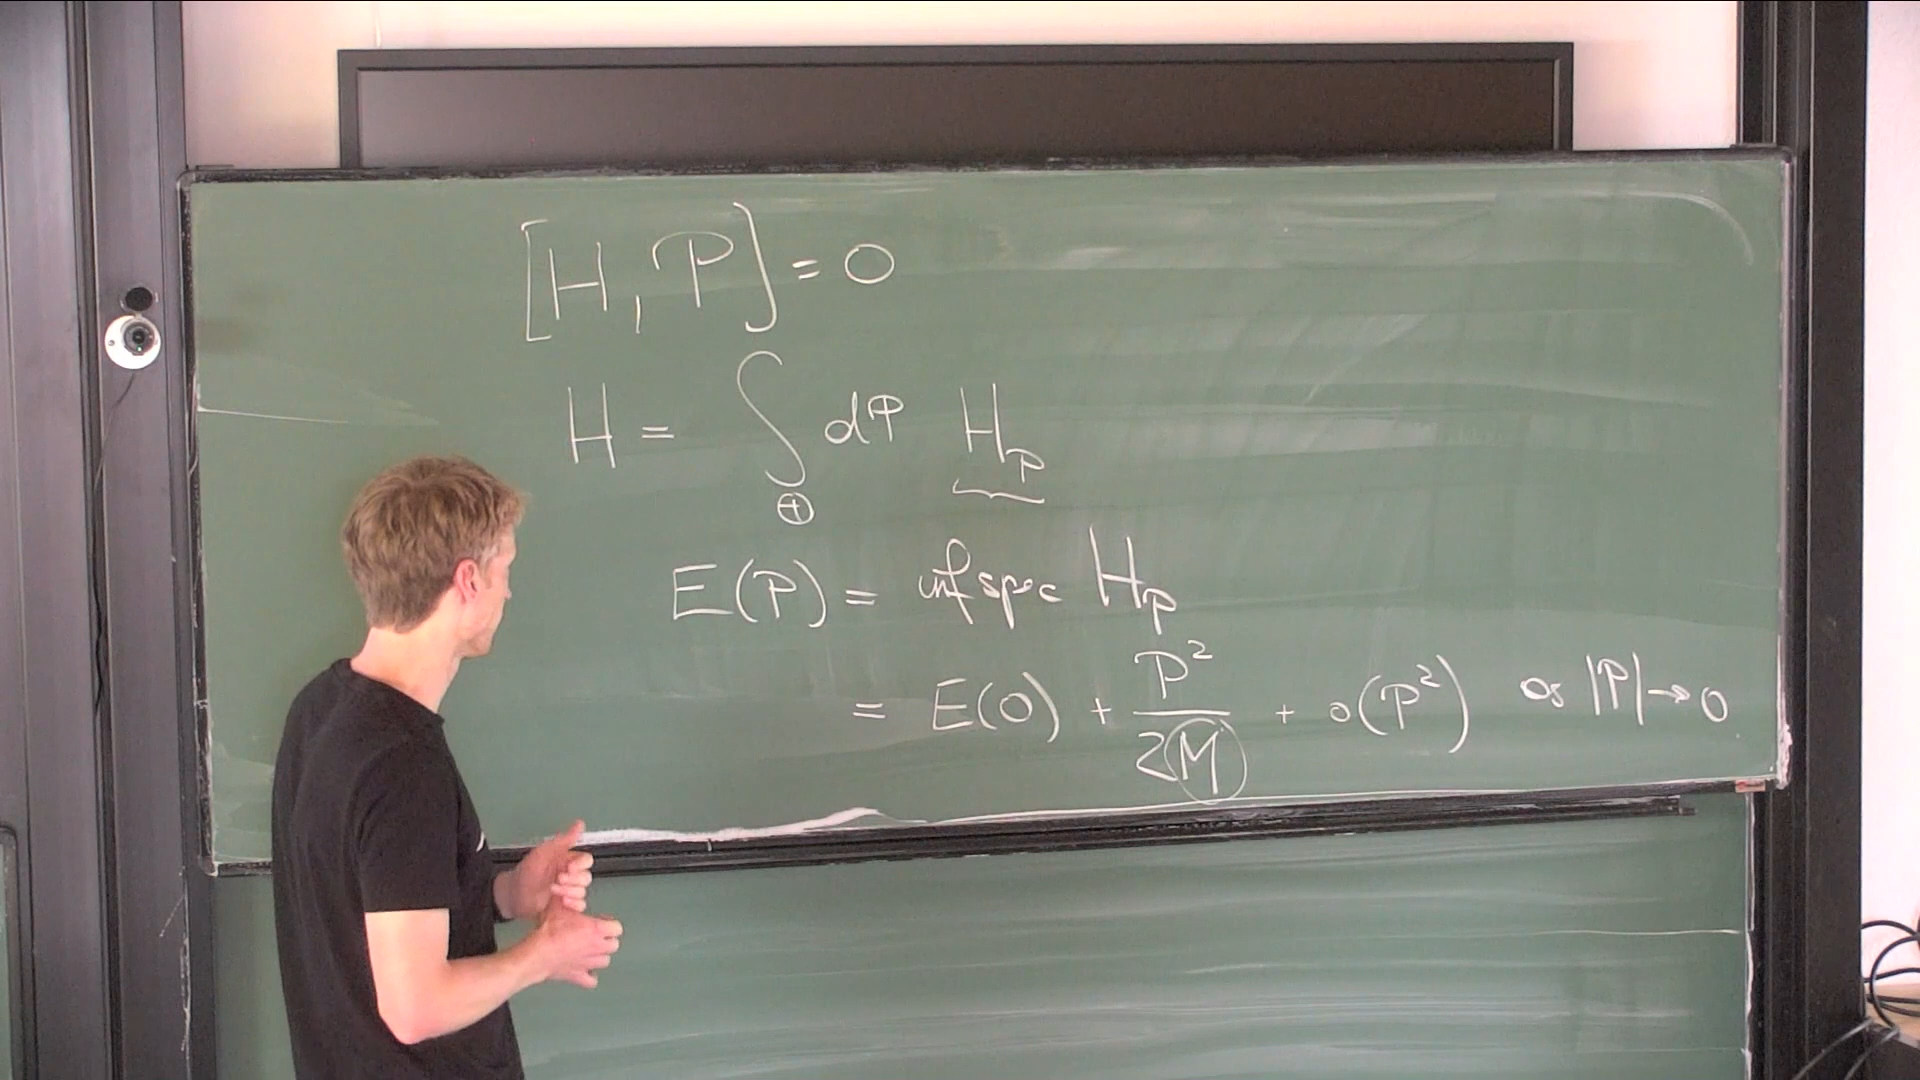 [H, P] = 0
H = ∫_⊕ dP H_P
E(P) = inf spec H_P
= E(0) + P²/2M + o(P²) as |P| → 0